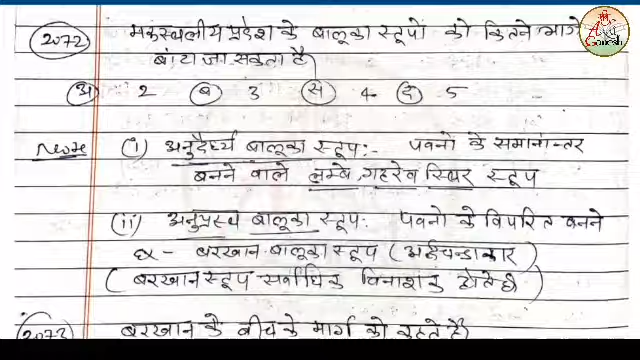 2072 मरुस्थलीय प्रदेश के बालूका स्तूपों को कितने भागो
बांटा जा सकता है
अ 2 ब 3 स 4 द 5
Note (i) अनुदैर्ध्य बालूका स्तूप:- पवनो के समानान्तर
बनने वाले लम्बे, गहरे व स्थिर स्तूप
(ii) अनुप्रस्थ बालूका स्तूप:- पवनो के विपरित बनने
- बरखान बालूका स्तूप ( अर्द्धचन्द्राकार )
( बरखान स्तूप सर्वाधिक विनाशक होते है )
2073 बरखान के बीच के मार्ग को कहते है
Ganesh